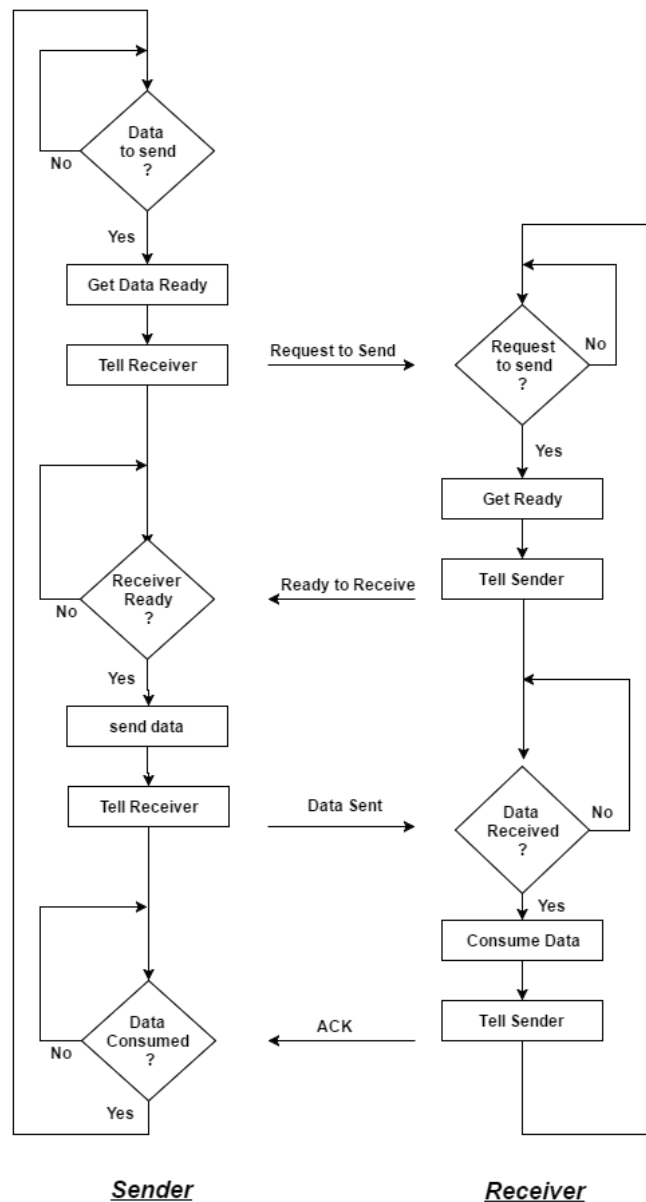 Data
to send
?
No
Yes
Get Data Ready
Tell Receiver
Request to Send
Request
to send
?
No
Yes
Get Ready
Tell Sender
Ready to Receive
Receiver
Ready
?
No
Yes
send data
Tell Receiver
Data Sent
Data
Received
?
No
Yes
Consume Data
Tell Sender
ACK
Data
Consumed
?
No
Yes
Sender
Receiver